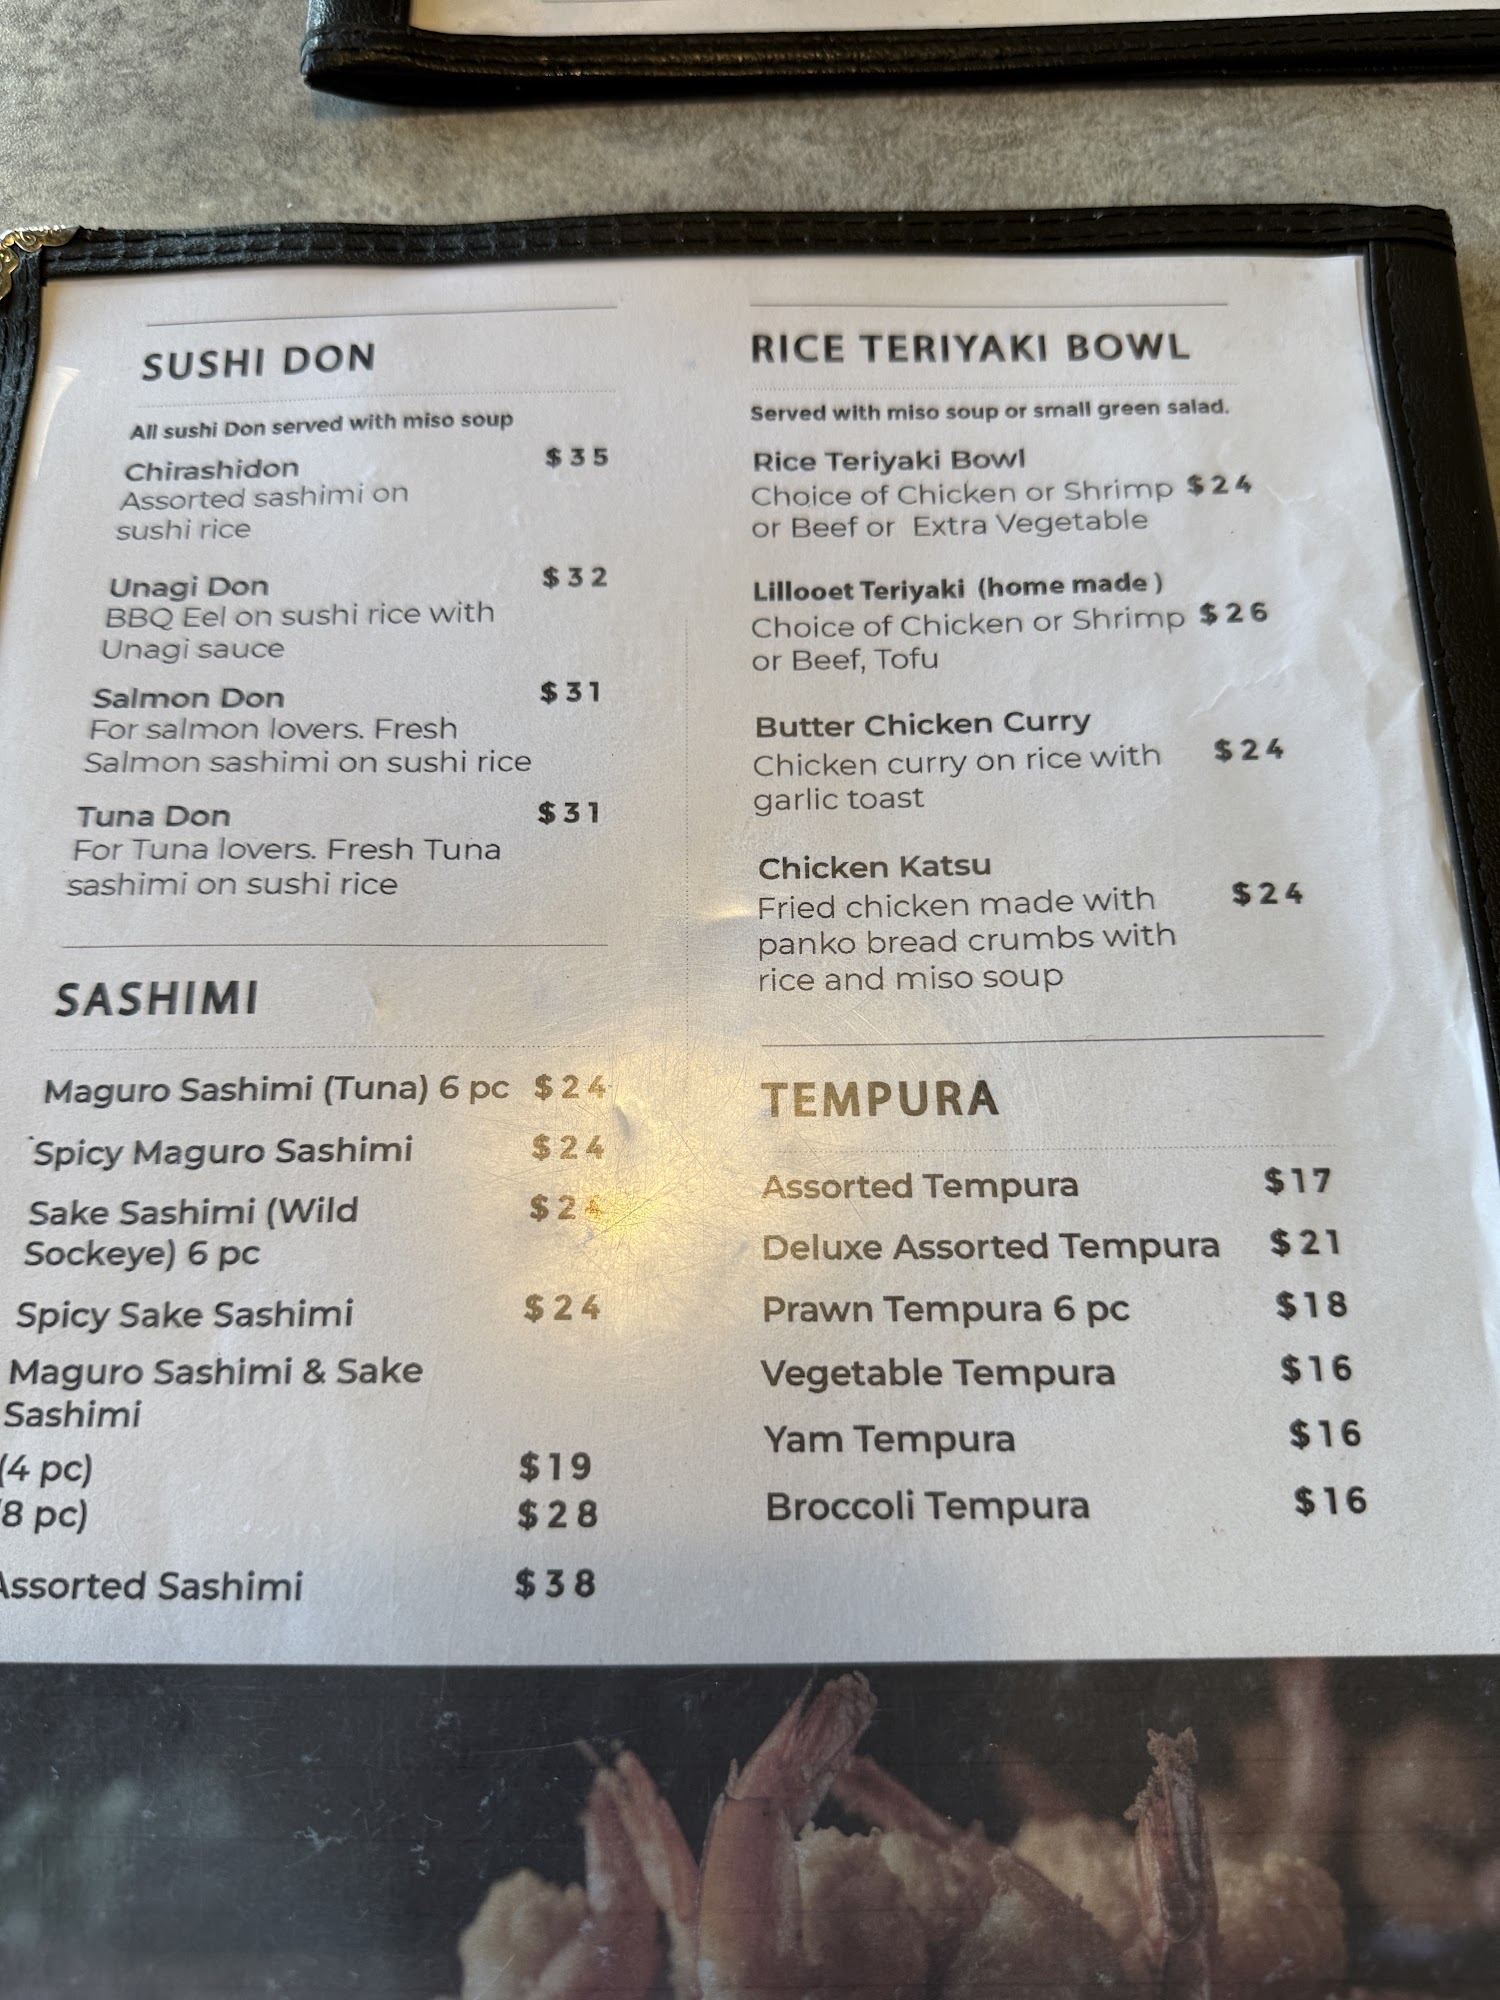 SUSHI DON
All sushi Don served with miso soup
Chirashidon $35
Assorted sashimi on
sushi rice
Unagi Don $32
BBQ Eel on sushi rice with
Unagi sauce
Salmon Don $31
For salmon lovers. Fresh
Salmon sashimi on sushi rice
Tuna Don $31
For Tuna lovers. Fresh Tuna
sashimi on sushi rice
SASHIMI
Maguro Sashimi (Tuna) 6 pc $24
Spicy Maguro Sashimi $24
Sake Sashimi (Wild
Sockeye) 6 pc
Spicy Sake Sashimi $24
Maguro Sashimi & Sake
Sashimi
(4 pc) $19
(8 pc) $28
Assorted Sashimi $38
RICE TERIYAKI BOWL
Served with miso soup or small green salad.
Rice Teriyaki Bowl
Choice of Chicken or Shrimp $24
or Beef or Extra Vegetable
Lillooet Teriyaki (home made )
Choice of Chicken or Shrimp $26
or Beef, Tofu
Butter Chicken Curry
Chicken curry on rice with $24
garlic toast
Chicken Katsu
Fried chicken made with $24
panko bread crumbs with
rice and miso soup
TEMPURA
Assorted Tempura $17
Deluxe Assorted Tempura $21
Prawn Tempura 6 pc $18
Vegetable Tempura $16
Yam Tempura $16
Broccoli Tempura $16